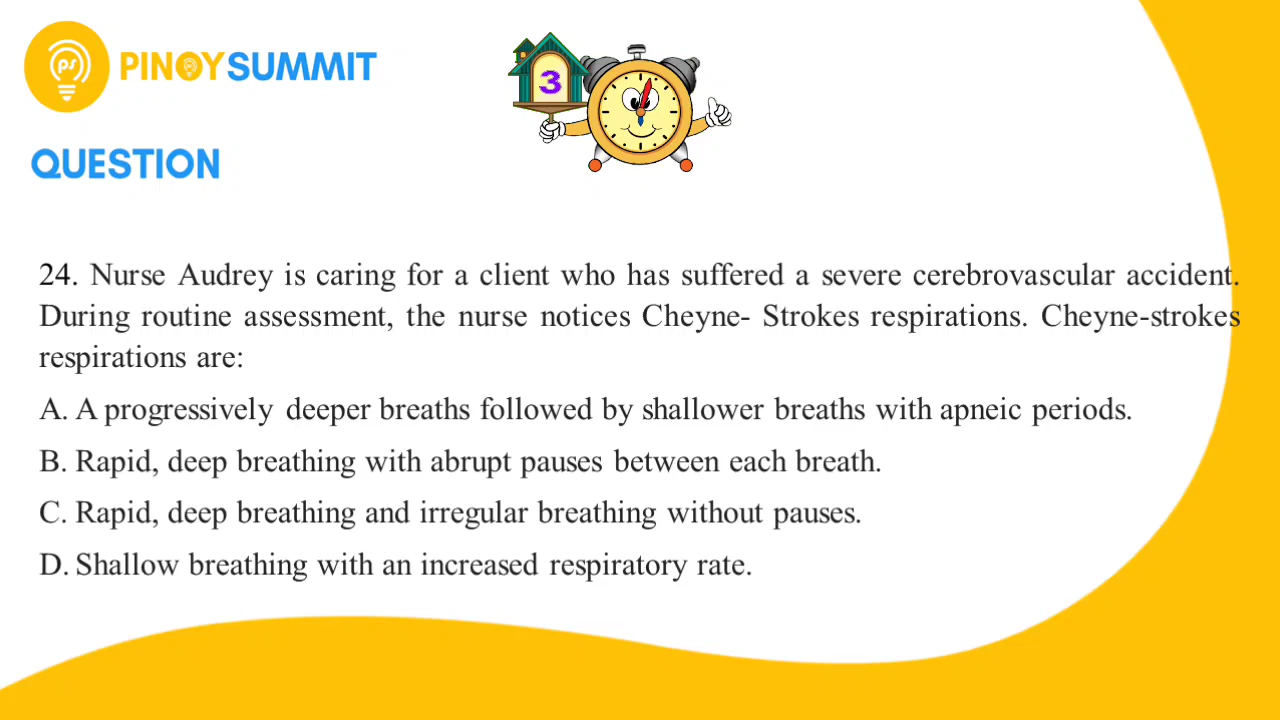 PINOYSUMMIT
3
QUESTION
24. Nurse Audrey is caring for a client who has suffered a severe cerebrovascular accident.
During routine assessment, the nurse notices Cheyne- Strokes respirations. Cheyne-strokes
respirations are:
A. A progressively deeper breaths followed by shallower breaths with apneic periods.
B. Rapid, deep breathing with abrupt pauses between each breath.
C. Rapid, deep breathing and irregular breathing without pauses.
D. Shallow breathing with an increased respiratory rate.